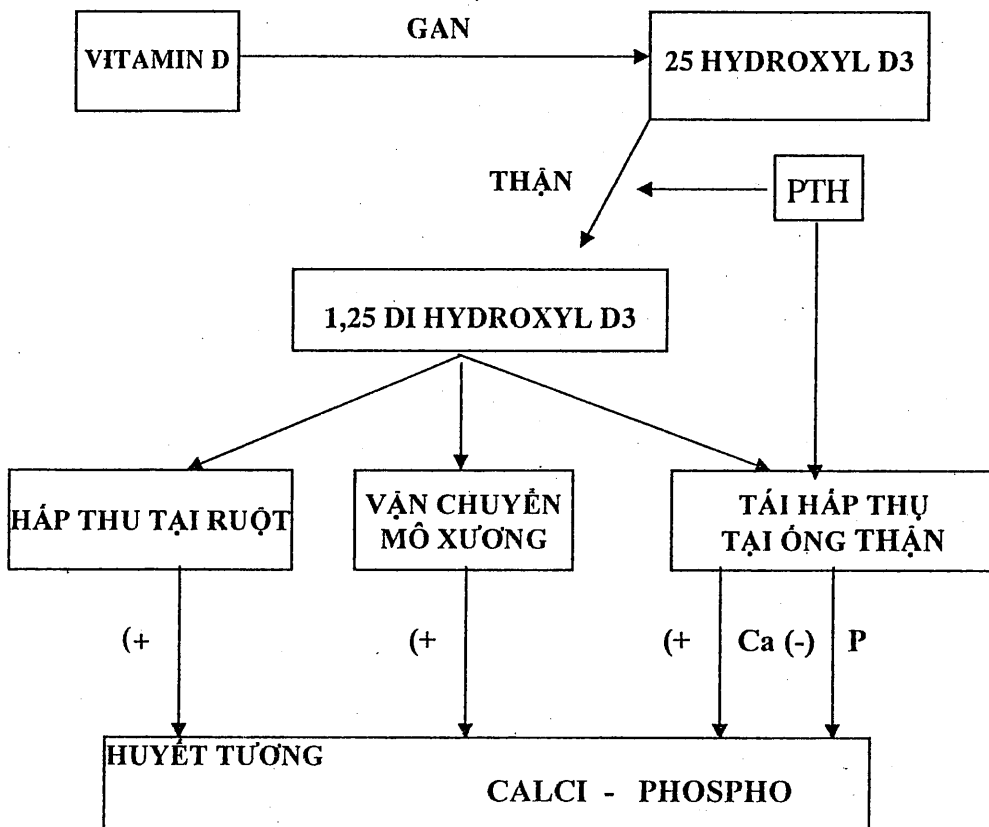 GAN
VITAMIN D
25 HYDROXYL D3
THẬN
PTH
1,25 DI HYDROXYL D3
HẤP THU TẠI RUỘT
VẬN CHUYỂN
MÔ XƯƠNG
TÁI HẤP THỤ
TẠI ỐNG THẬN
(+
(+
(+
Ca (-)
P
HUYẾT TƯƠNG
CALCI - PHOSPHO